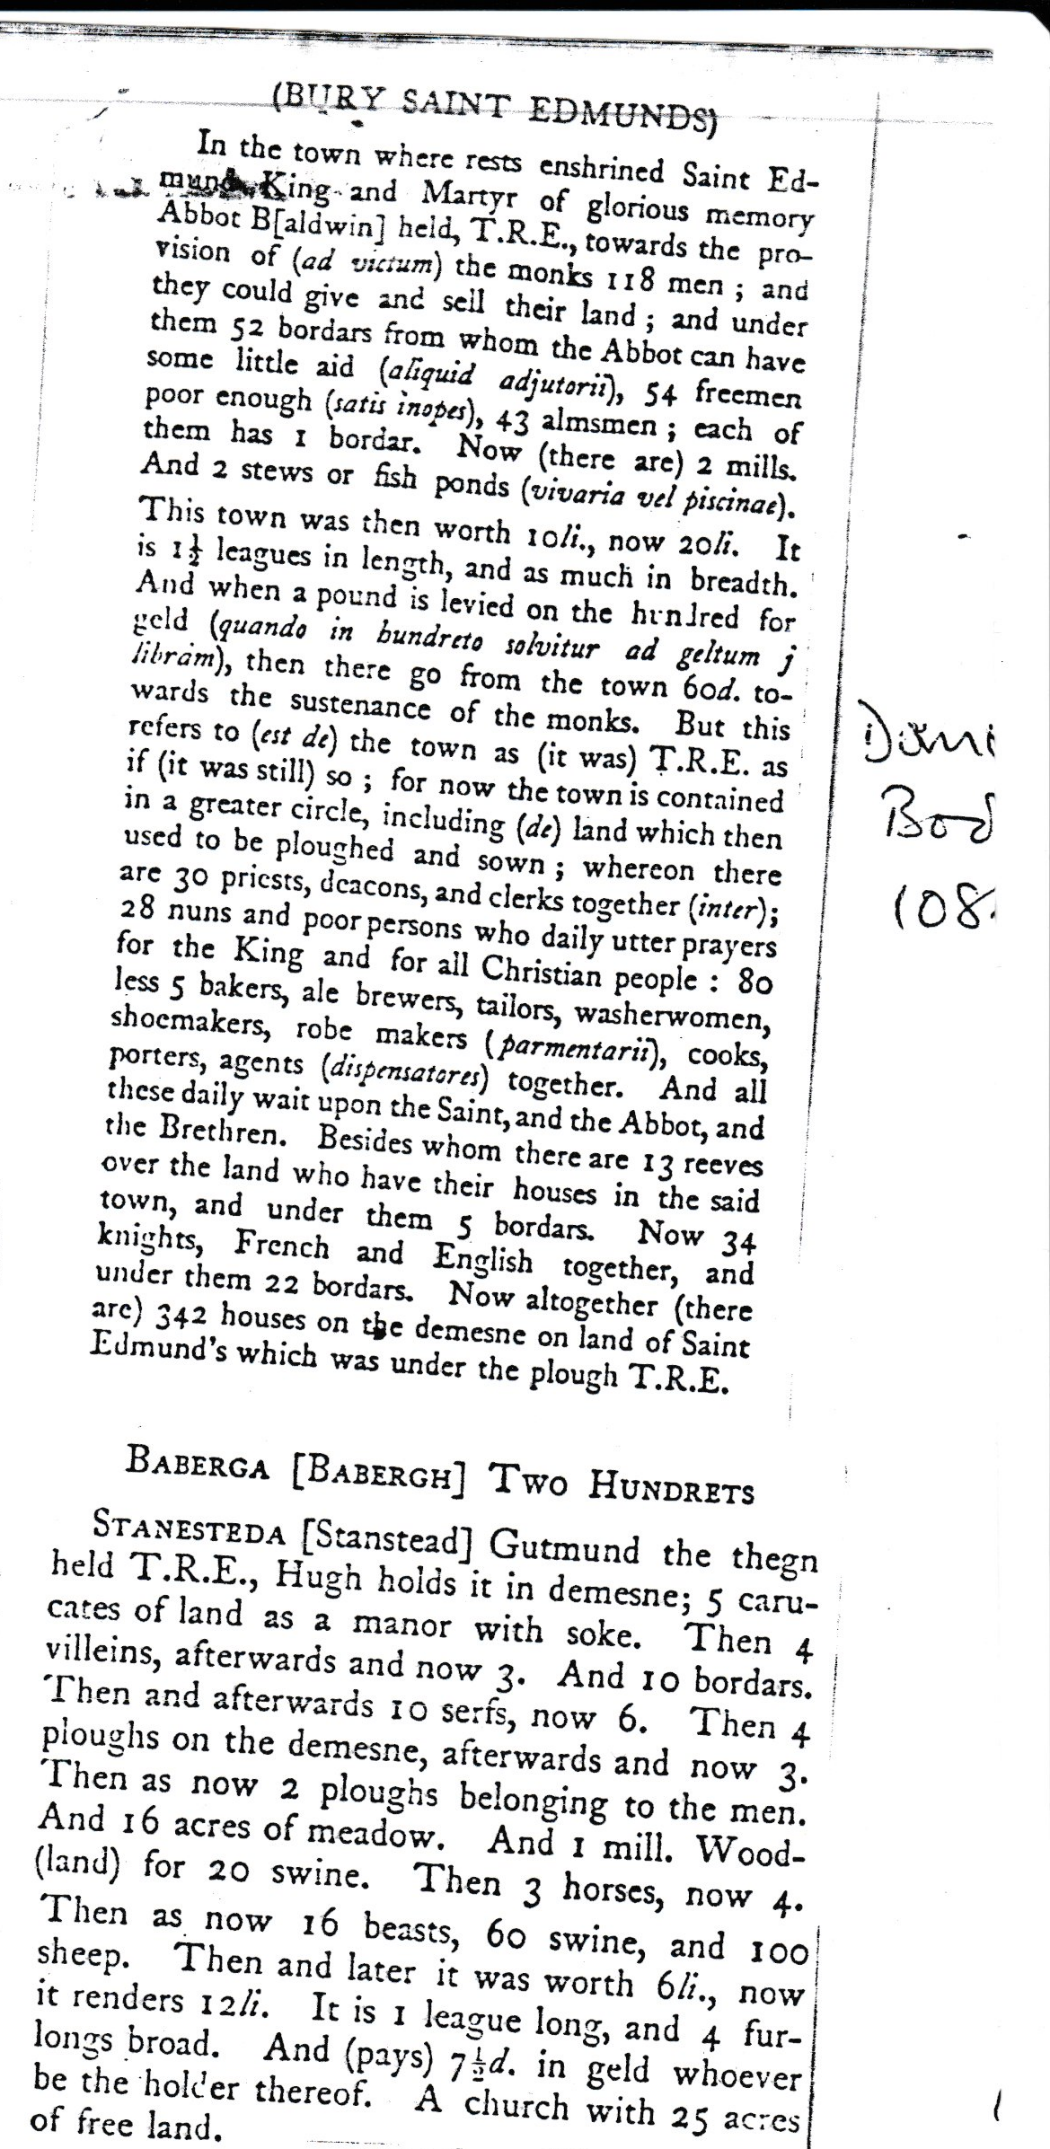 (BURY SAINT EDMUNDS)
In the town where rests enshrined Saint Ed-
mund, King and Martyr of glorious memory
Abbot B[aldwin] held, T.R.E., towards the pro-
vision of (ad victum) the monks 118 men ; and
they could give and sell their land ; and under
them 52 bordars from whom the Abbot can have
some little aid (aliquid adjutorii), 54 freemen
poor enough (satis inopes), 43 almsmen ; each of
them has 1 bordar. Now (there are) 2 mills.
And 2 stews or fish ponds (vivaria vel piscinae).
This town was then worth 10li., now 20li. It
is 1½ leagues in length, and as much in breadth.
And when a pound is levied on the hundred for
geld (quando in hundreto solvitur ad geltum j
libram), then there go from the town 60d. to-
wards the sustenance of the monks. But this
refers to (est de) the town as (it was) T.R.E. as
if (it was still) so ; for now the town is contained
in a greater circle, including (de) land which then
used to be ploughed and sown ; whereon there
are 30 priests, deacons, and clerks together (inter);
28 nuns and poor persons who daily utter prayers
for the King and for all Christian people : 80
less 5 bakers, ale brewers, tailors, washerwomen,
shoemakers, robe makers (parmentarii), cooks,
porters, agents (dispensatores) together. And all
these daily wait upon the Saint, and the Abbot, and
the Brethren. Besides whom there are 13 reeves
over the land who have their houses in the said
town, and under them 5 bordars. Now 34
knights, French and English together, and
under them 22 bordars. Now altogether (there
are) 342 houses on the demesne on land of Saint
Edmund's which was under the plough T.R.E.
BABERGA [BABERGH] TWO HUNDRETS
STANESTEDA [Stanstead] Gutmund the thegn
held T.R.E., Hugh holds it in demesne; 5 caru-
cates of land as a manor with soke. Then 4
villeins, afterwards and now 3. And 10 bordars.
Then and afterwards 10 serfs, now 6. Then 4
ploughs on the demesne, afterwards and now 3.
Then as now 2 ploughs belonging to the men.
And 16 acres of meadow. And 1 mill. Wood-
(land) for 20 swine. Then 3 horses, now 4.
Then as now 16 beasts, 60 swine, and 100
sheep. Then and later it was worth 6li., now
it renders 12li. It is 1 league long, and 4 fur-
longs broad. And (pays) 7½d. in geld whoever
be the holder thereof. A church with 25 acres
of free land.
Domi
Boo
108